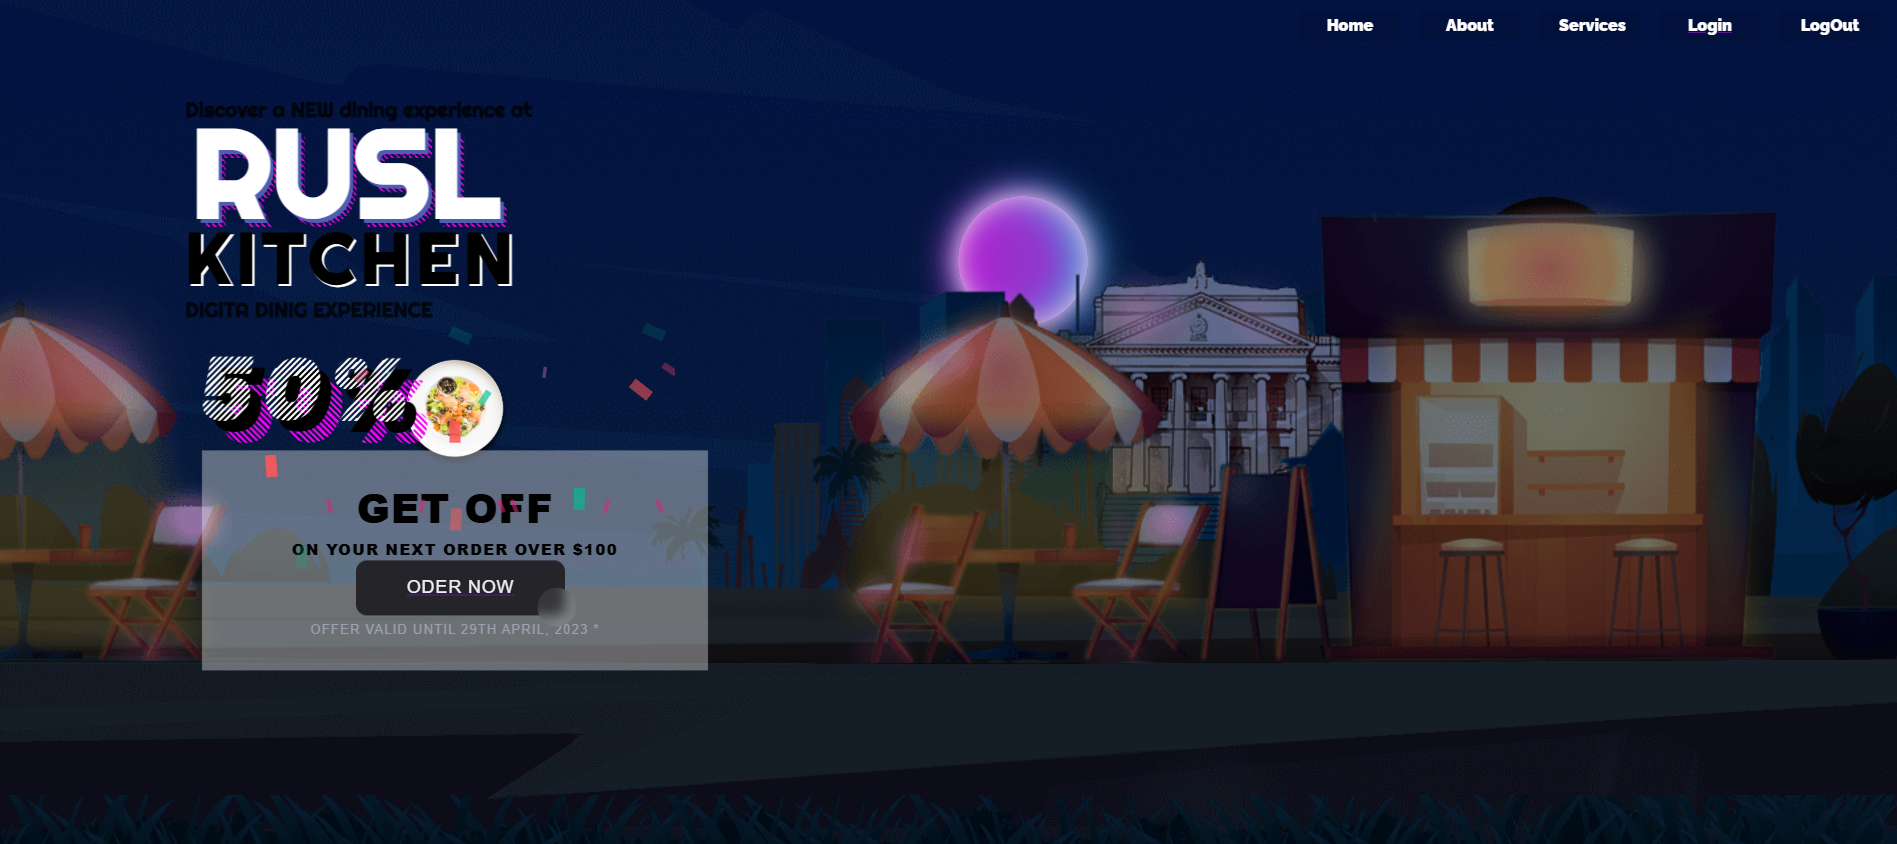 Home About Services Login LogOut
Discover a NEW dining experience at
RUSL
KITCHEN
DIGITA DINIG EXPERIENCE
50%
GET OFF
ON YOUR NEXT ORDER OVER $100
ODER NOW
OFFER VALID UNTIL 29TH APRIL, 2023 *